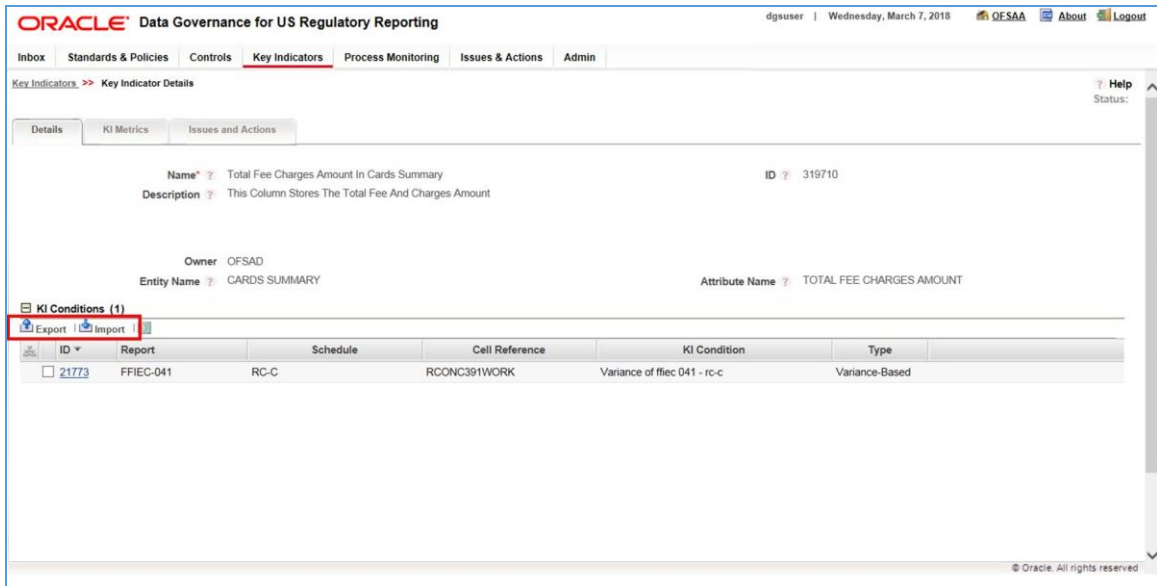 ORACLE Data Governance for US Regulatory Reporting dgsuser | Wednesday, March 7, 2018 OFSAA About Logout
Inbox Standards & Policies Controls Key Indicators Process Monitoring Issues & Actions Admin
Key Indicators >> Key Indicator Details ? Help
Status:
Details KI Metrics Issues and Actions
Name* ? Total Fee Charges Amount In Cards Summary ID ? 319710
Description ? This Column Stores The Total Fee And Charges Amount
Owner OFSAD
Entity Name ? CARDS SUMMARY Attribute Name ? TOTAL FEE CHARGES AMOUNT
KI Conditions (1)
Export | Import |
ID Report Schedule Cell Reference KI Condition Type
21773 FFIEC-041 RC-C RCONC391WORK Variance of ffiec 041 - rc-c Variance-Based
© Oracle. All rights reserved